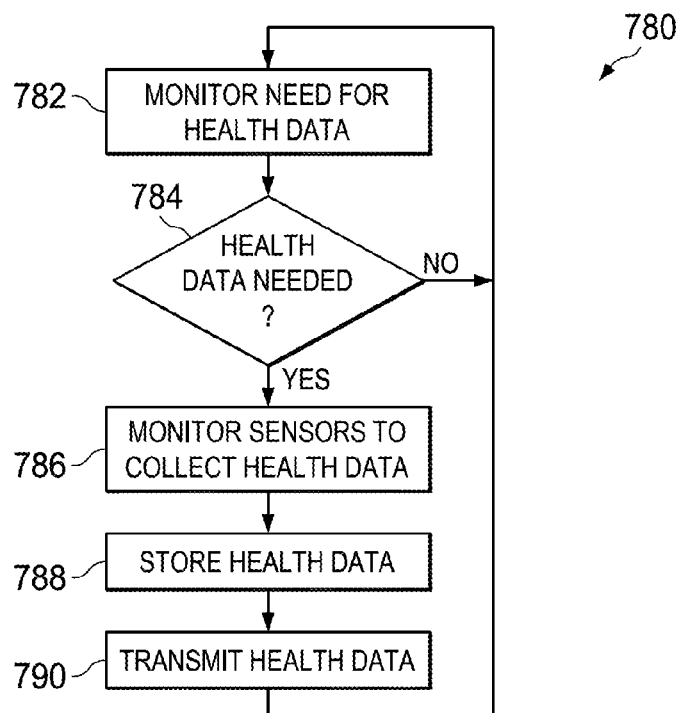 780
782
MONITOR NEED FOR
HEALTH DATA
784
HEALTH
DATA NEEDED
?
NO
YES
786
MONITOR SENSORS TO
COLLECT HEALTH DATA
788
STORE HEALTH DATA
790
TRANSMIT HEALTH DATA